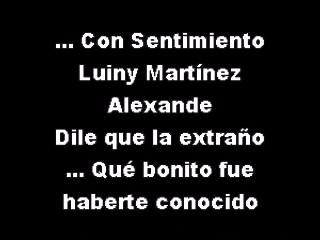 ... Con Sentimiento
Luiny Martínez
Alexande
Dile que la extraño
... Qué bonito fue
haberte conocido